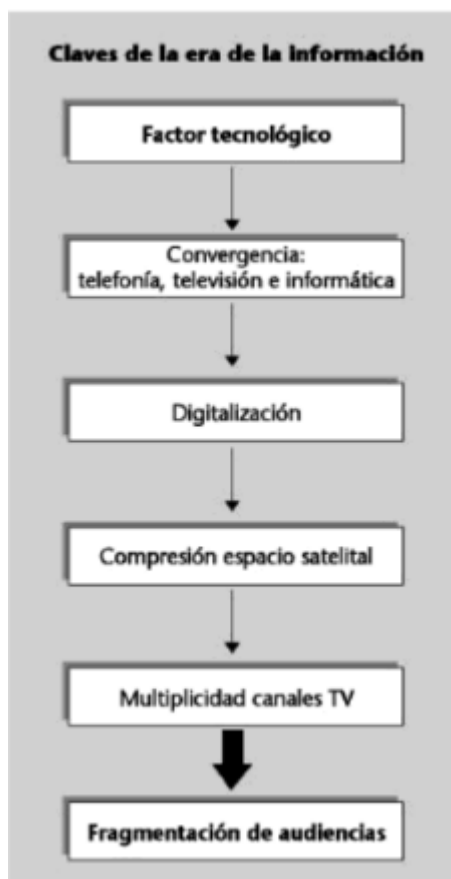 Claves de la era de la información
Factor tecnológico
Convergencia:
telefonía, televisión e informática
Digitalización
Compresión espacio satelital
Multiplicidad canales TV
Fragmentación de audiencias